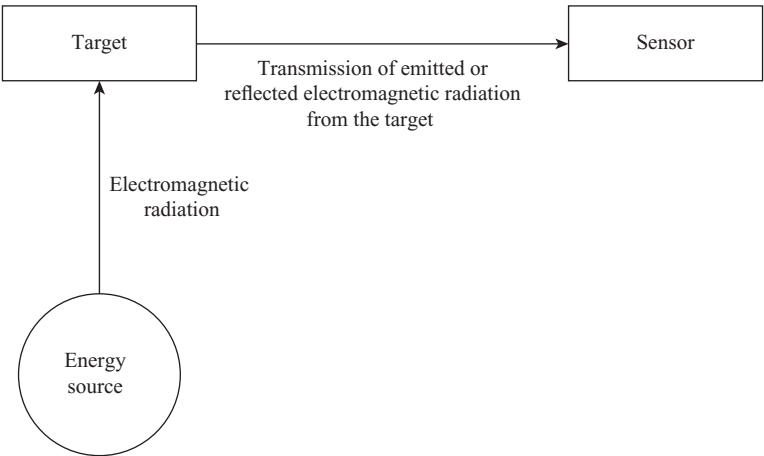 Target
Sensor
Transmission of emitted or
reflected electromagnetic radiation
from the target
Electromagnetic
radiation
Energy
source